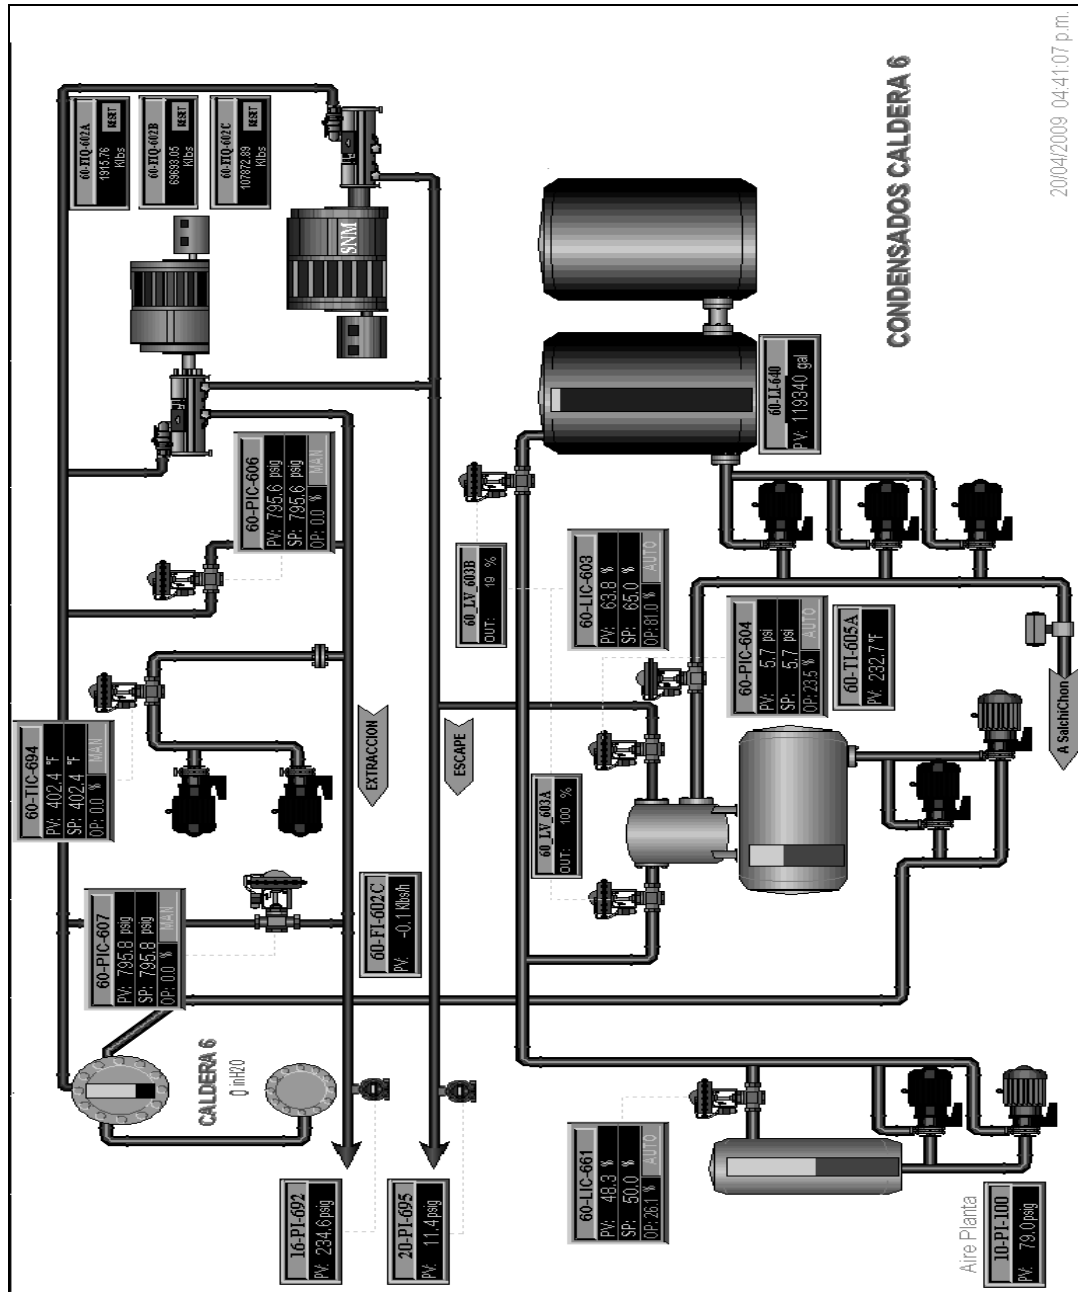 60-PIC-607
PV: 795.8 psig
SP: 795.8 psig
OP: 0.0 % MAN
60-TIC-694
PV: 402.4 °F
SP: 402.4 °F
OP: 0.0 % MAN
60-PIC-606
PV: 795.6 psig
SP: 795.6 psig
OP: 0.0 % MAN
60-FIQ-602A
1915.76
Klbs
RESET
60-FIQ-602B
69693.05
Klbs
RESET
60-FIQ-602C
107872.89
Klbs
RESET
CALDERA 6
0 inH20
SNM
16-PI-692
PV: 234.6 psig
60-FI-602C
PV: -0.1 Klbs/h
EXTRACCION
20-PI-695
PV: 11.4 psig
ESCAPE
60_LV_603B
OUT: 19 %
60_LV_603A
OUT: 100 %
60-LIC-661
PV: 48.3 %
SP: 50.0 %
OP: 26.1 % AUTO
60-LIC-603
PV: 63.8 %
SP: 65.0 %
OP: 81.0 % AUTO
60-PIC-604
PV: 5.7 psi
SP: 5.7 psi
OP: 23.5 % AUTO
60-TI-605A
PV: 232.7 °F
60-LI-640
PV: 119340 gal
CONDENSADOS CALDERA 6
Aire Planta
10-PI-100
PV: 79.0 psig
A SalchiChon
20/04/2009 04:41:07 p.m.